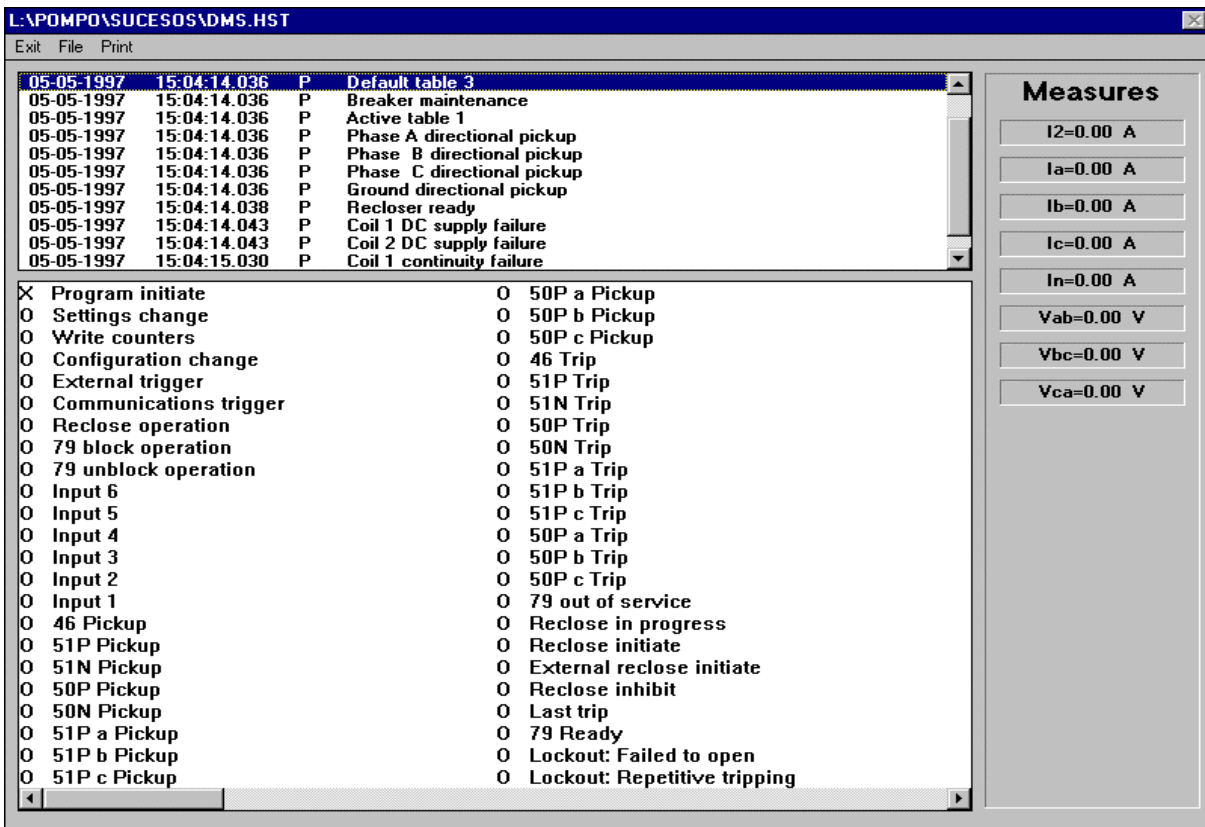 L:\POMPO\SUCESOS\DMS.HST
Exit File Print
05-05-1997 15:04:14.036 P Default table 3
05-05-1997 15:04:14.036 P Breaker maintenance
05-05-1997 15:04:14.036 P Active table 1
05-05-1997 15:04:14.036 P Phase A directional pickup
05-05-1997 15:04:14.036 P Phase B directional pickup
05-05-1997 15:04:14.036 P Phase C directional pickup
05-05-1997 15:04:14.036 P Ground directional pickup
05-05-1997 15:04:14.038 P Recloser ready
05-05-1997 15:04:14.043 P Coil 1 DC supply failure
05-05-1997 15:04:14.043 P Coil 2 DC supply failure
05-05-1997 15:04:15.030 P Coil 1 continuity failure
X Program initiate
O Settings change
O Write counters
O Configuration change
O External trigger
O Communications trigger
O Reclose operation
O 79 block operation
O 79 unblock operation
O Input 6
O Input 5
O Input 4
O Input 3
O Input 2
O Input 1
O 46 Pickup
O 51P Pickup
O 51N Pickup
O 50P Pickup
O 50N Pickup
O 51P a Pickup
O 51P b Pickup
O 51P c Pickup
O 50P a Pickup
O 50P b Pickup
O 50P c Pickup
O 46 Trip
O 51P Trip
O 51N Trip
O 50P Trip
O 50N Trip
O 51P a Trip
O 51P b Trip
O 51P c Trip
O 50P a Trip
O 50P b Trip
O 50P c Trip
O 79 out of service
O Reclose in progress
O Reclose initiate
O External reclose initiate
O Reclose inhibit
O Last trip
O 79 Ready
O Lockout: Failed to open
O Lockout: Repetitive tripping
Measures
I2=0.00 A
Ia=0.00 A
Ib=0.00 A
Ic=0.00 A
In=0.00 A
Vab=0.00 V
Vbc=0.00 V
Vca=0.00 V